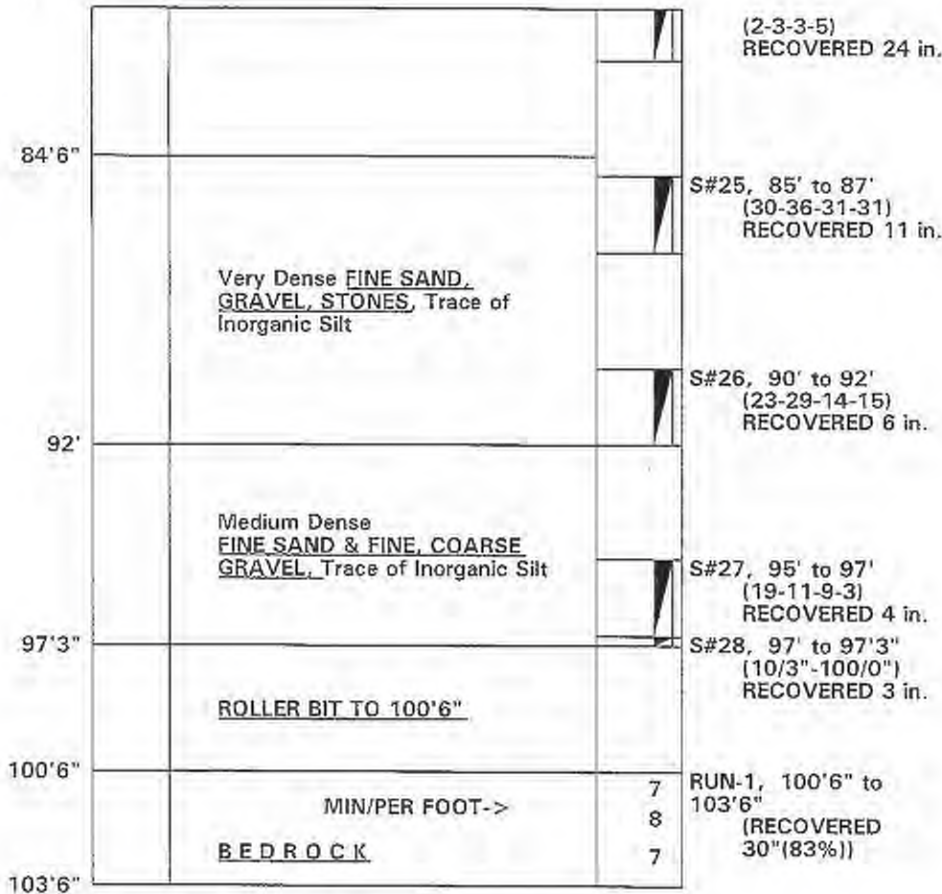 (2-3-3-5)
RECOVERED 24 in.
84'6"
S#25, 85' to 87'
(30-36-31-31)
RECOVERED 11 in.
Very Dense FINE SAND,
GRAVEL, STONES, Trace of
Inorganic Silt
S#26, 90' to 92'
(23-29-14-15)
RECOVERED 6 in.
92'
Medium Dense
FINE SAND & FINE, COARSE
GRAVEL, Trace of Inorganic Silt
S#27, 95' to 97'
(19-11-9-3)
RECOVERED 4 in.
97'3"
S#28, 97' to 97'3"
(10/3"-100/0")
RECOVERED 3 in.
ROLLER BIT TO 100'6"
100'6"
MIN/PER FOOT->
7
8
7
RUN-1, 100'6" to
103'6"
(RECOVERED
30"(83%))
BEDROCK
103'6"